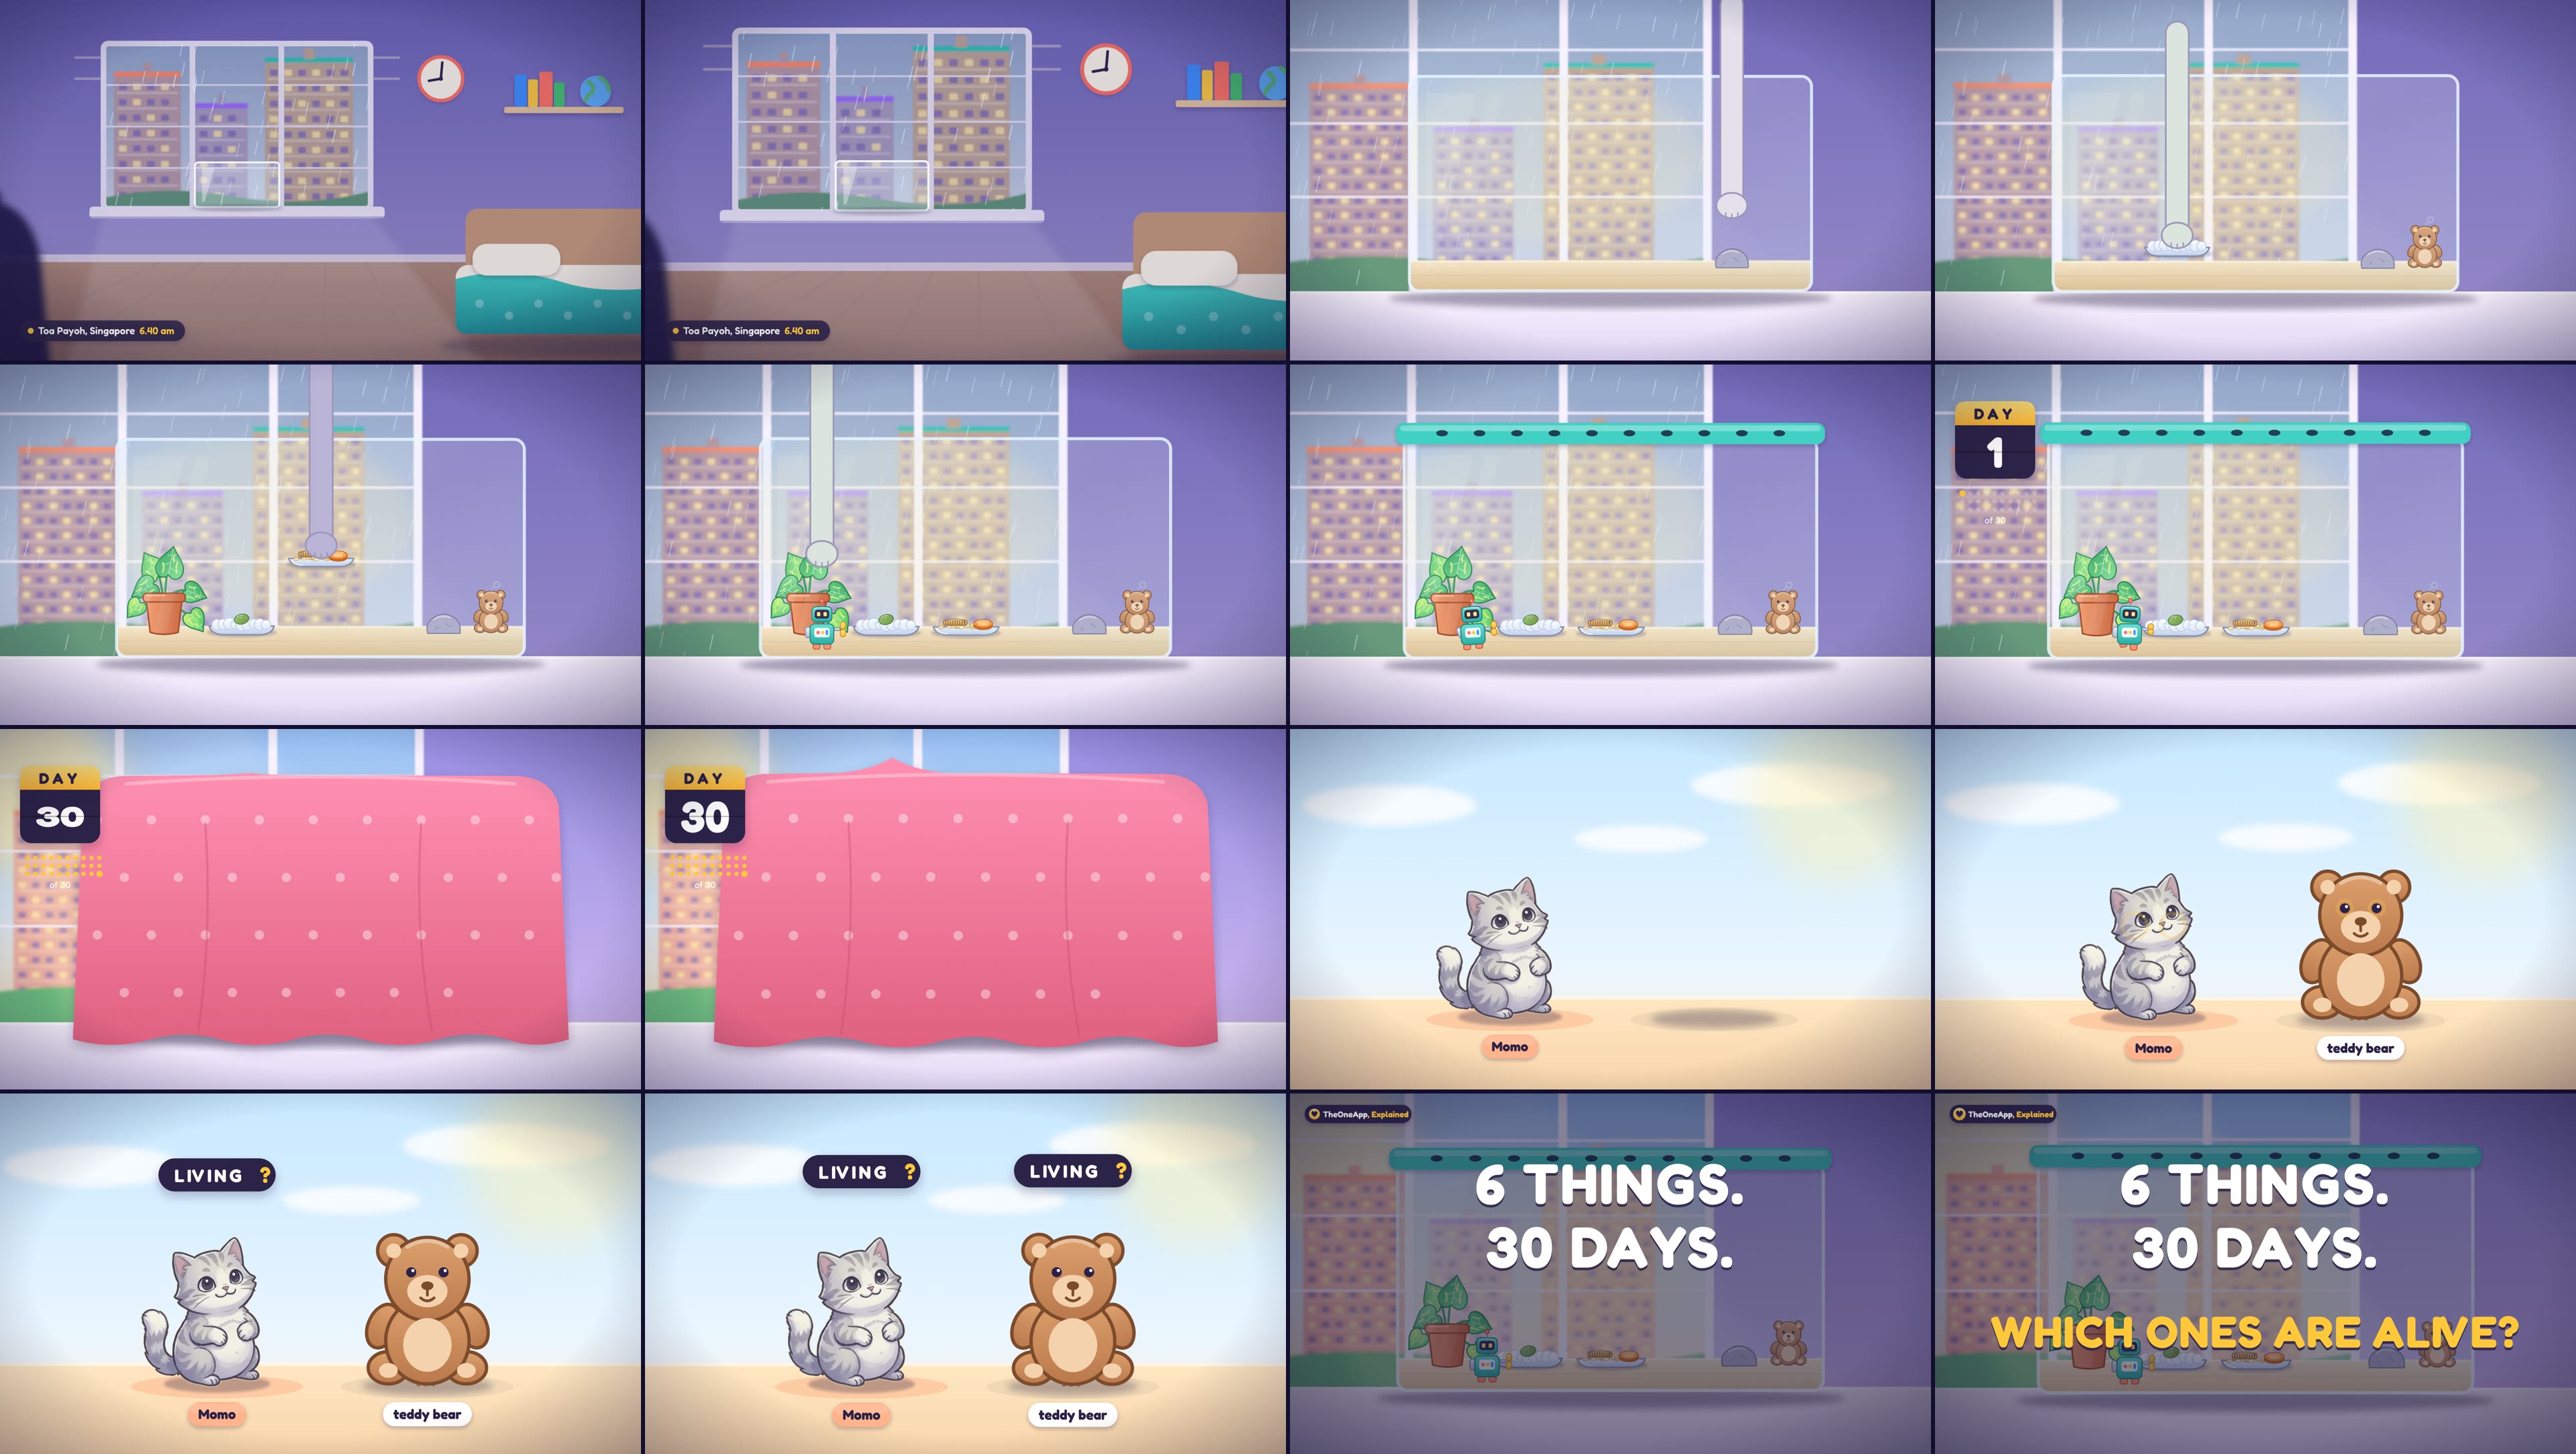 Toa Payoh, Singapore 6.40 am
Toa Payoh, Singapore 6.40 am
DAY
1
of 30
DAY
30
of 30
DAY
30
of 30
Momo
Momo
teddy bear
LIVING ?
Momo
teddy bear
LIVING ?
LIVING ?
Momo
teddy bear
TheOneApp, Explained
6 THINGS.
30 DAYS.
TheOneApp, Explained
6 THINGS.
30 DAYS.
WHICH ONES ARE ALIVE?